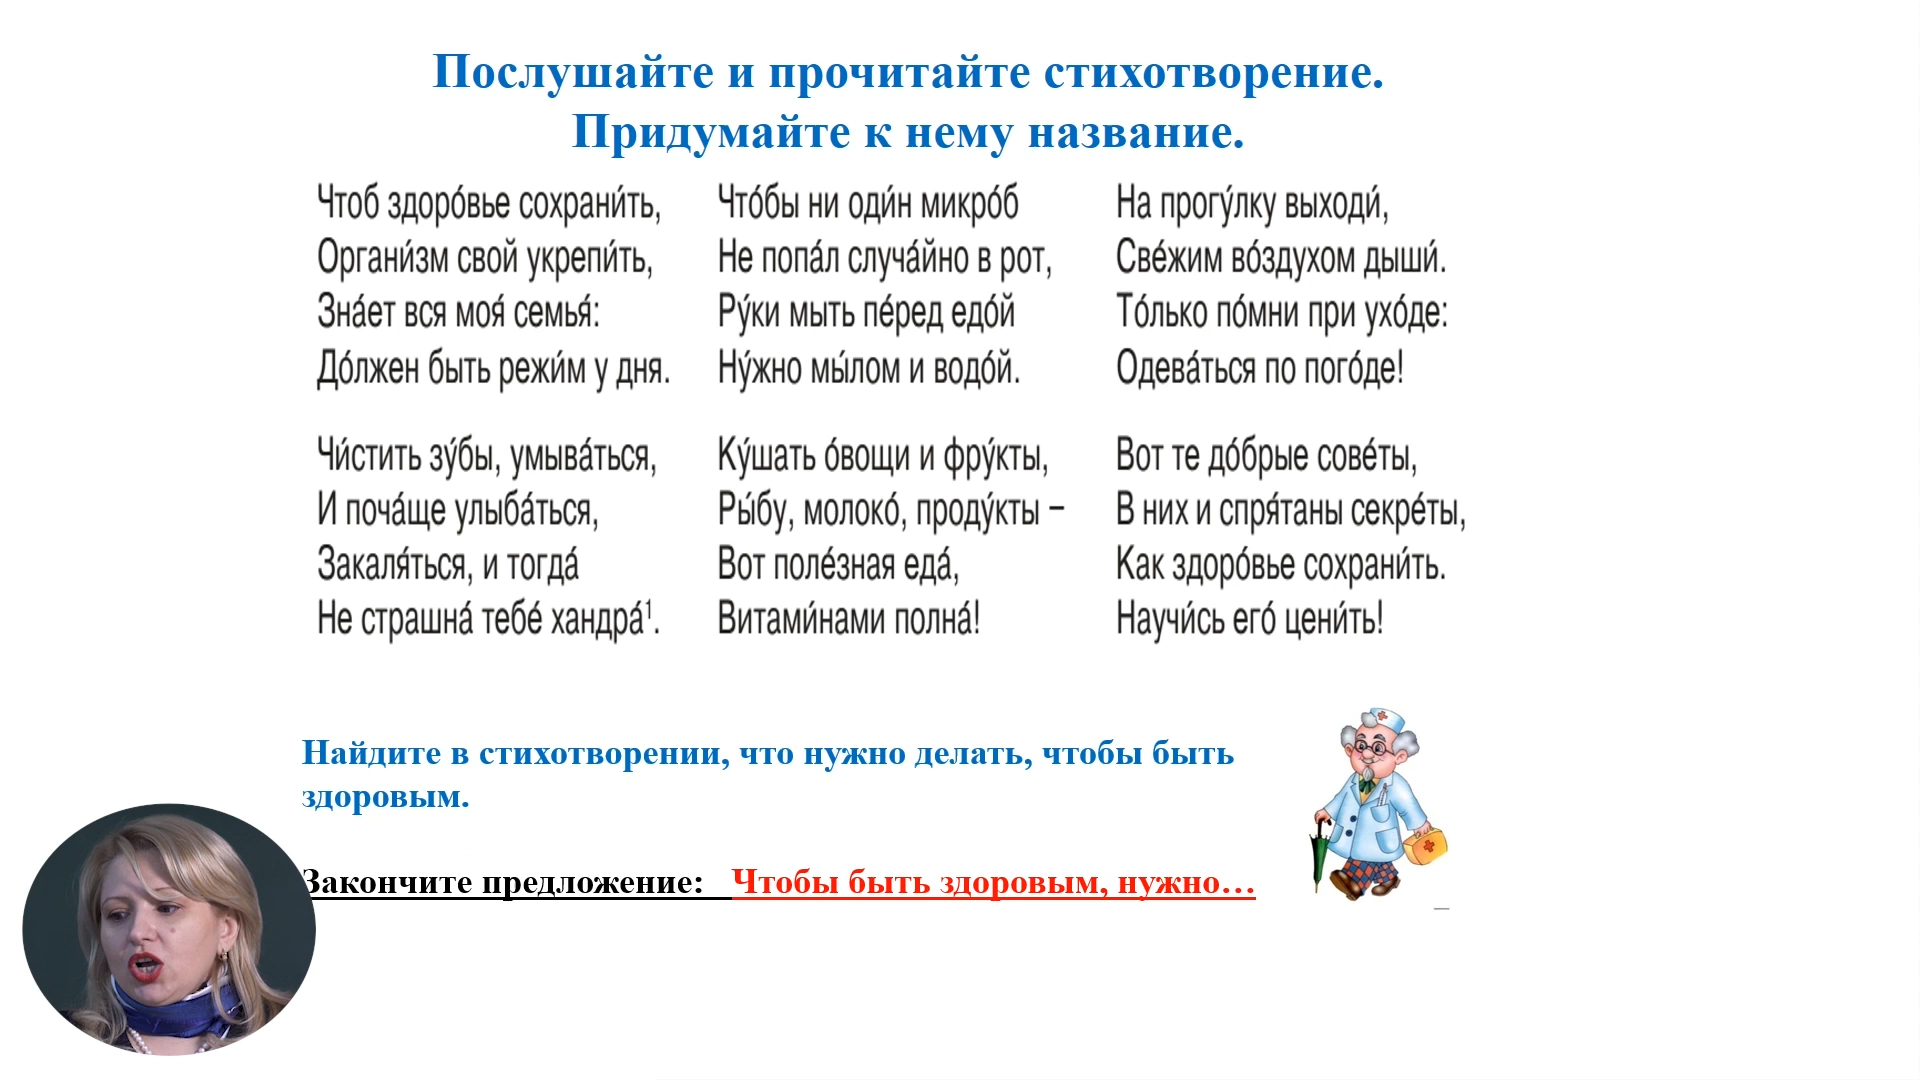 Послушайте и прочитайте стихотворение.
Придумайте к нему название.
Чтоб здоро́вье сохрани́ть,
Органи́зм свой укрепи́ть,
Зна́ет вся моя́ семья́:
До́лжен быть режи́м у дня.
Чи́стить зу́бы, умыва́ться,
И поча́ще улыба́ться,
Закаля́ться, и тогда́
Не страшна́ тебе́ хандра́¹.
Что́бы ни оди́н микро́б
Не попа́л случа́йно в рот,
Ру́ки мыть пе́ред едо́й
Ну́жно мы́лом и водо́й.
Ку́шать о́вощи и фру́кты,
Ры́бу, молоко́, проду́кты –
Вот поле́зная еда́,
Витами́нами полна́!
На прогу́лку выходи́,
Све́жим во́здухом дыши́.
То́лько по́мни при ухо́де:
Одева́ться по пого́де!
Вот те до́брые сове́ты,
В них и спря́таны секре́ты,
Как здоро́вье сохрани́ть.
Научи́сь его́ цени́ть!
Найдите в стихотворении, что нужно делать, чтобы быть
здоровым.
Закончите предложение: Чтобы быть здоровым, нужно…